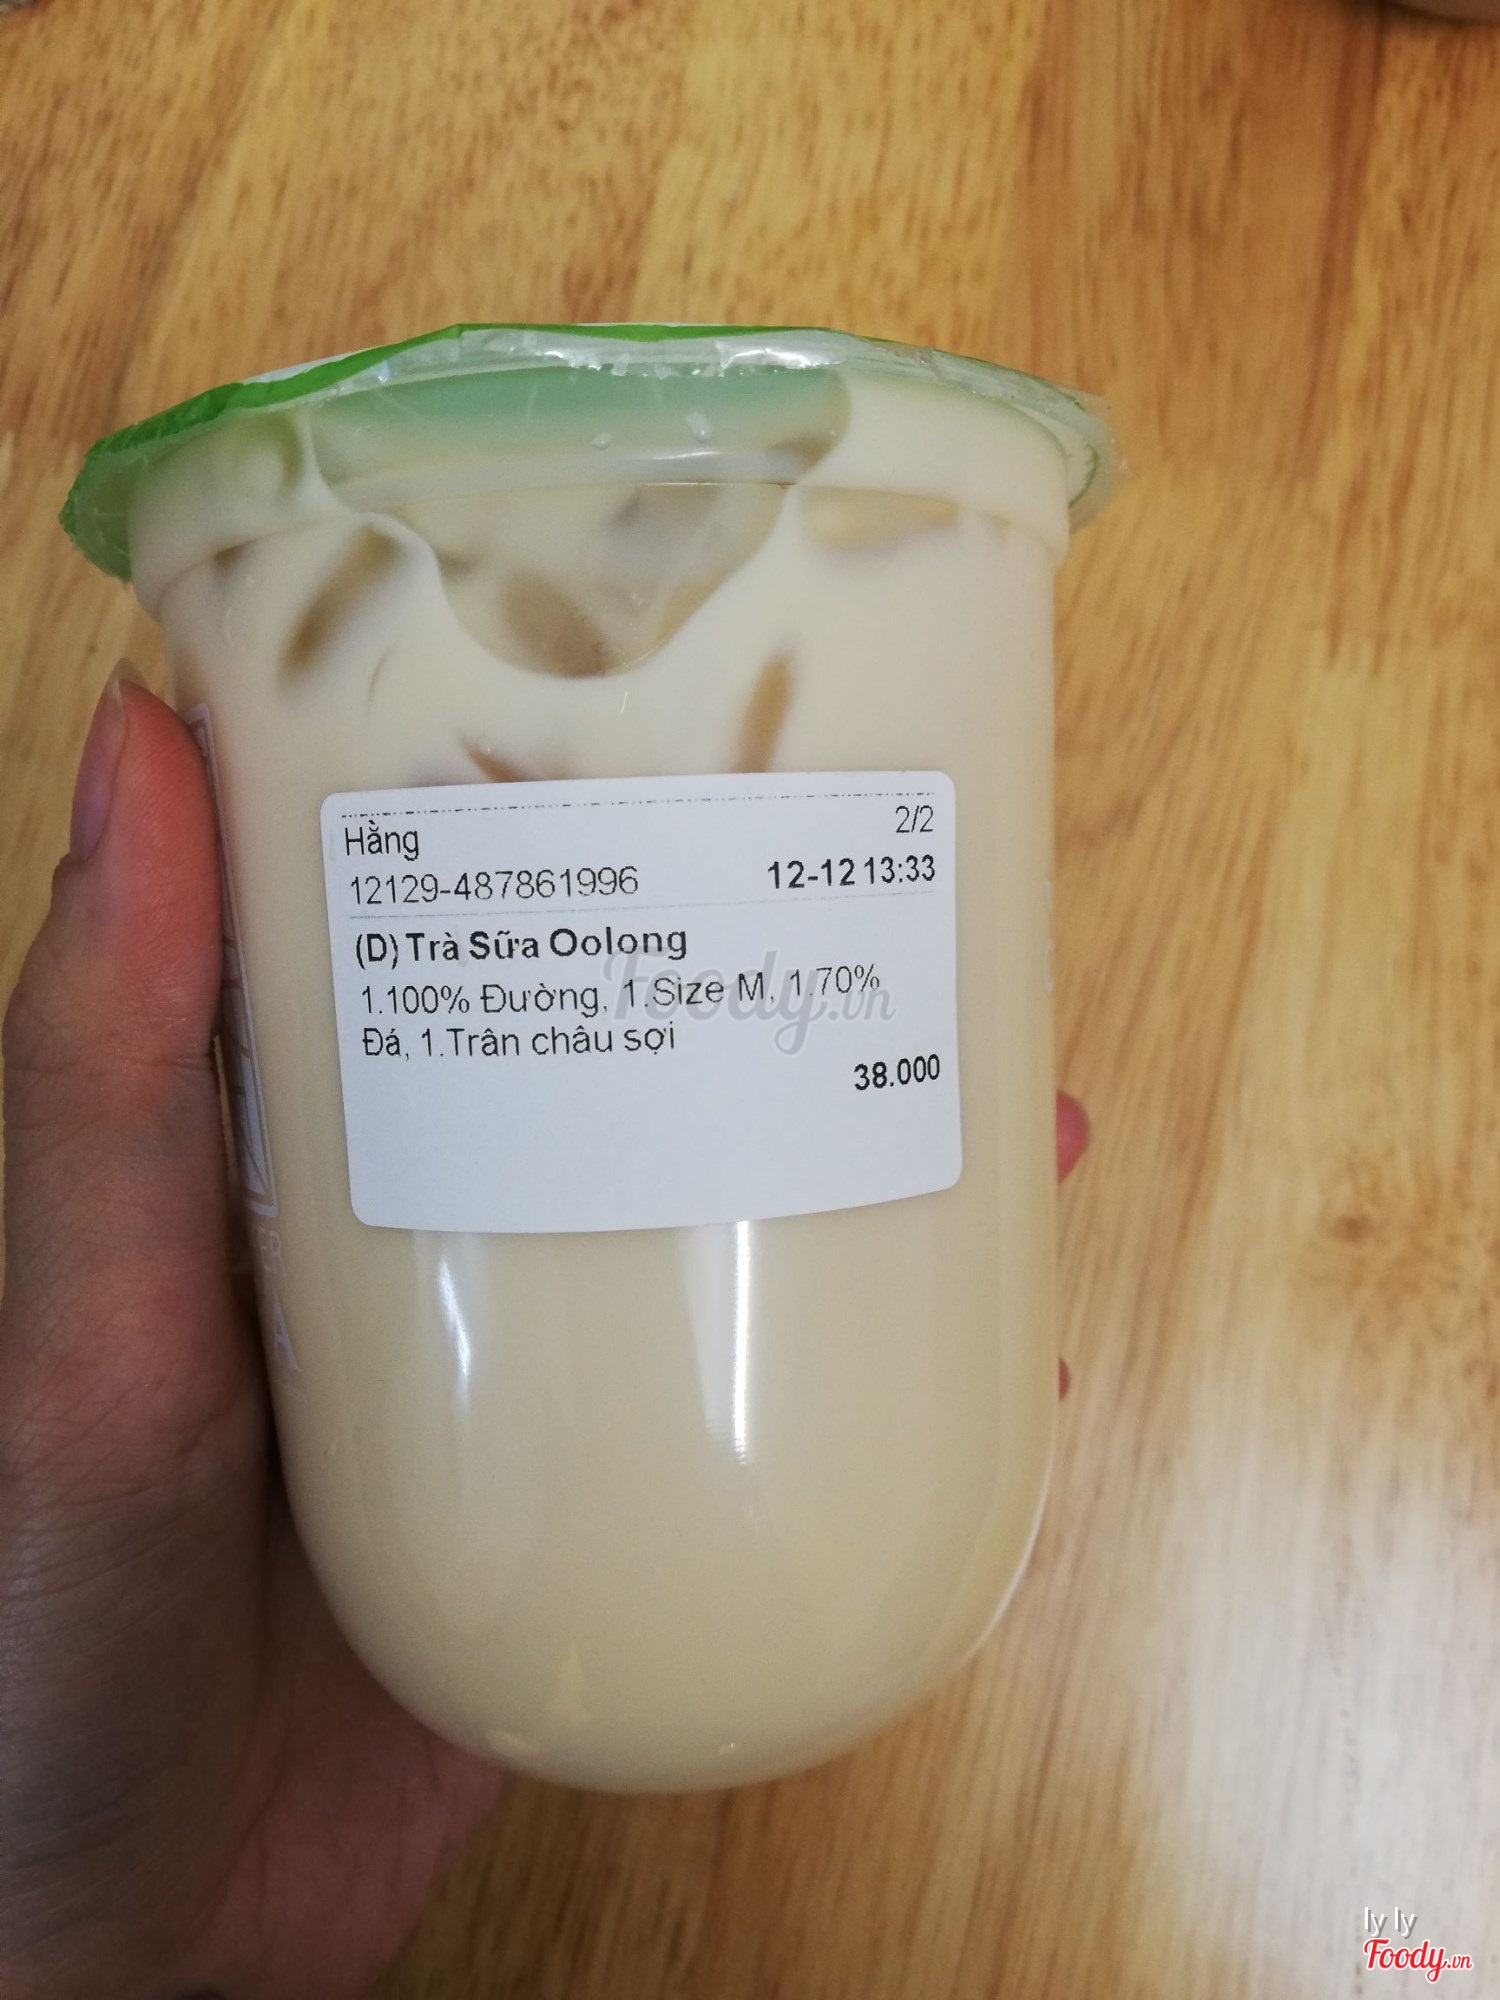 Hằng 2/2
12129-487861996 12-12 13:33
(D) Trà Sữa Oolong
1.100% Đường, 1.Size M, 1.70%
Đá, 1.Trân châu sợi
38.000
Foody.vn
ly ly
Foody.vn